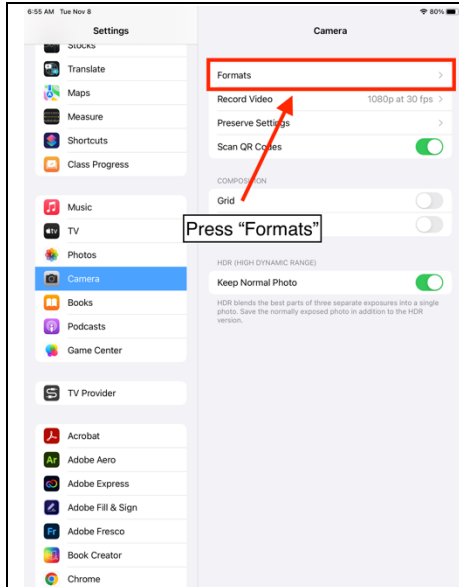 6:55 AM Tue Nov 8
80%
Settings
Stocks
Translate
Maps
Measure
Shortcuts
Class Progress
Music
tv
TV
Photos
Camera
Books
Podcasts
Game Center
TV Provider
Acrobat
Ar
Adobe Aero
Adobe Express
Adobe Fill & Sign
Fr
Adobe Fresco
Book Creator
Chrome
Camera
Formats
Record Video 1080p at 30 fps
Preserve Settings
Scan QR Codes
COMPOSITION
Grid
Press “Formats”
HDR (HIGH DYNAMIC RANGE)
Keep Normal Photo
HDR blends the best parts of three separate exposures into a single
photo. Save the normally exposed photo in addition to the HDR
version.